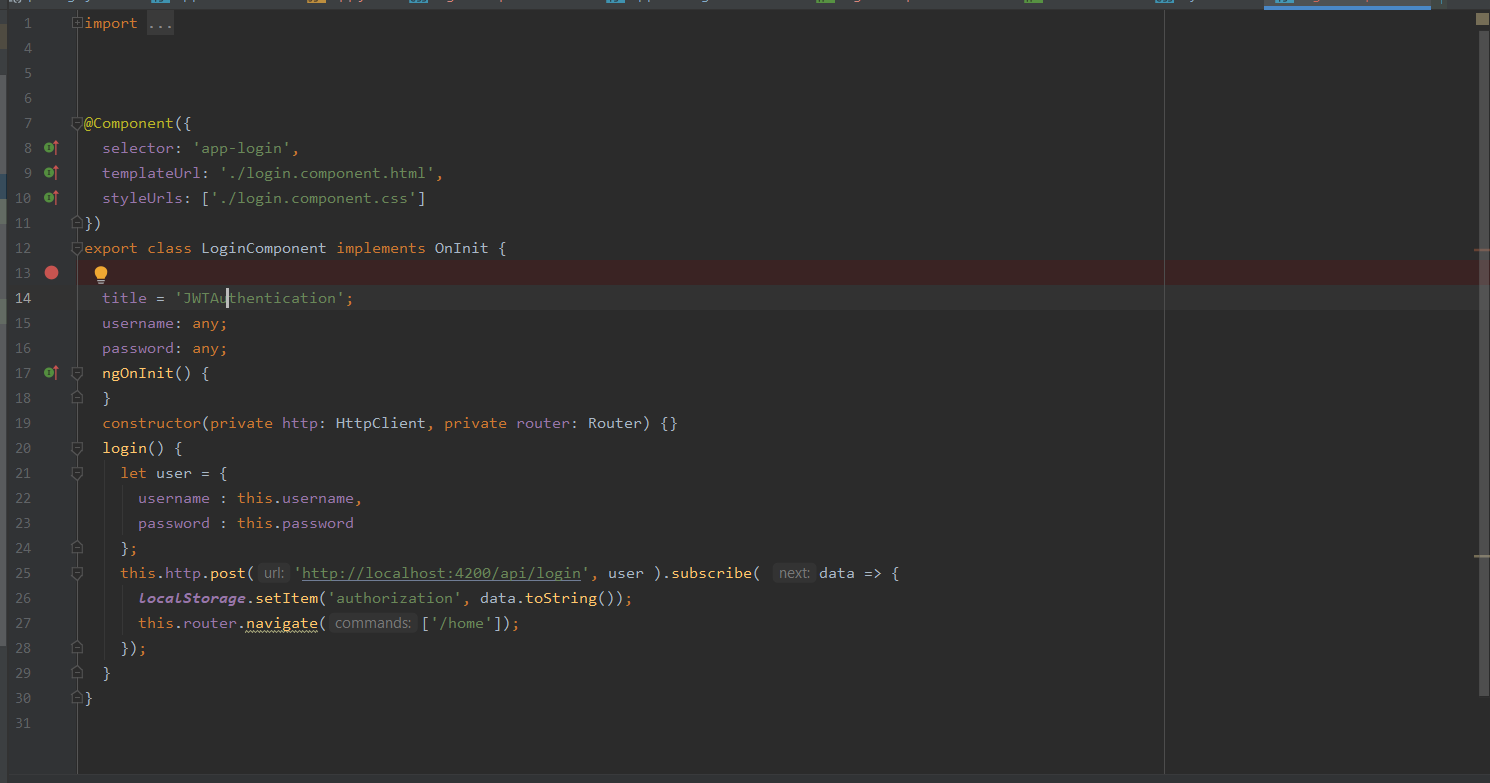 1 import ...
4
5
6
7 @Component({
8 selector: 'app-login',
9 templateUrl: './login.component.html',
10 styleUrls: ['./login.component.css']
11 })
12 export class LoginComponent implements OnInit {
13
14 title = 'JWTAuthentication';
15 username: any;
16 password: any;
17 ngOnInit() {
18 }
19 constructor(private http: HttpClient, private router: Router) {}
20 login() {
21 let user = {
22 username : this.username,
23 password : this.password
24 };
25 this.http.post( url: 'http://localhost:4200/api/login', user ).subscribe( next: data => {
26 localStorage.setItem('authorization', data.toString());
27 this.router.navigate( commands: ['/home']);
28 });
29 }
30 }
31